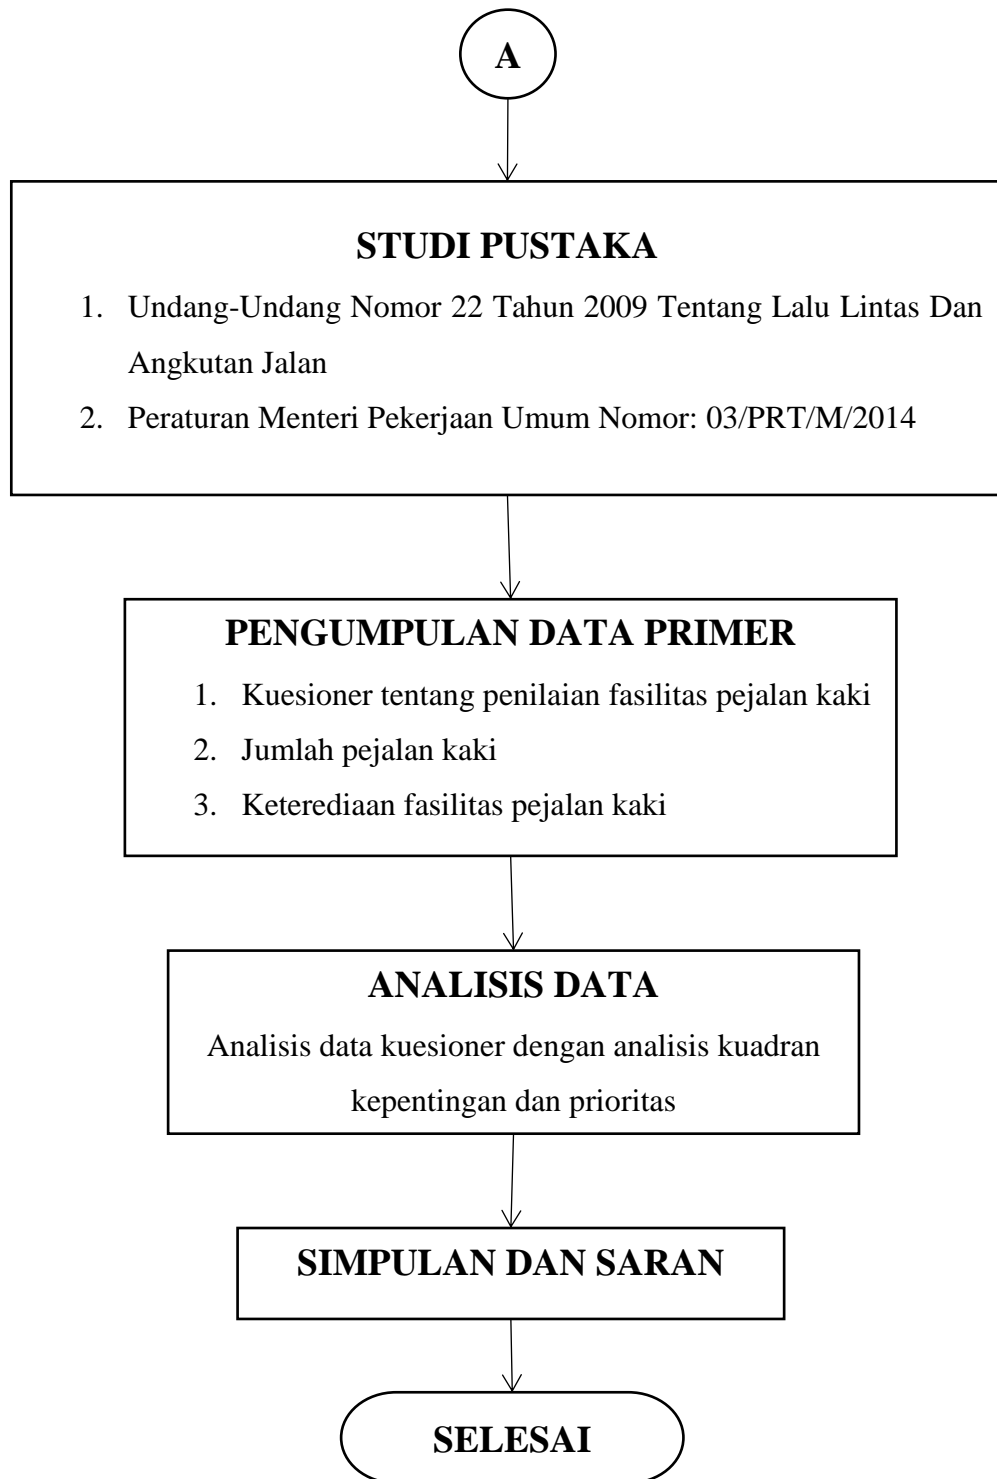 A
STUDI PUSTAKA
1. Undang-Undang Nomor 22 Tahun 2009 Tentang Lalu Lintas Dan
Angkutan Jalan
2. Peraturan Menteri Pekerjaan Umum Nomor: 03/PRT/M/2014
PENGUMPULAN DATA PRIMER
1. Kuesioner tentang penilaian fasilitas pejalan kaki
2. Jumlah pejalan kaki
3. Keterediaan fasilitas pejalan kaki
ANALISIS DATA
Analisis data kuesioner dengan analisis kuadran
kepentingan dan prioritas
SIMPULAN DAN SARAN
SELESAI